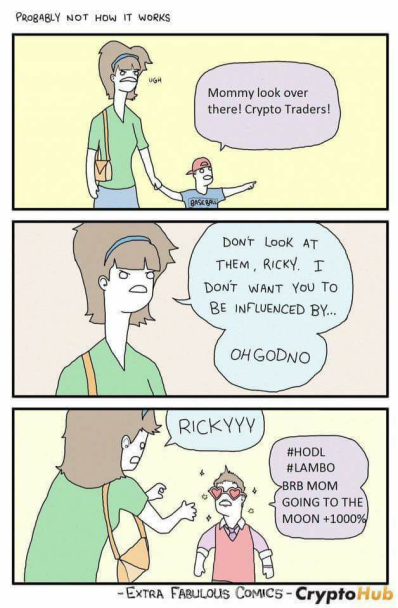 PROBABLY NOT HOW IT WORKS
UGH
Mommy look over
there! Crypto Traders!
BASEBALL
DON'T LOOK AT
THEM, RICKY. I
DON'T WANT YOU TO
BE INFLUENCED BY...
OH GODNO
RICKYYY
#HODL
#LAMBO
BRB MOM
GOING TO THE
MOON +1000%
- EXTRA FABULOUS COMICS - CryptoHub